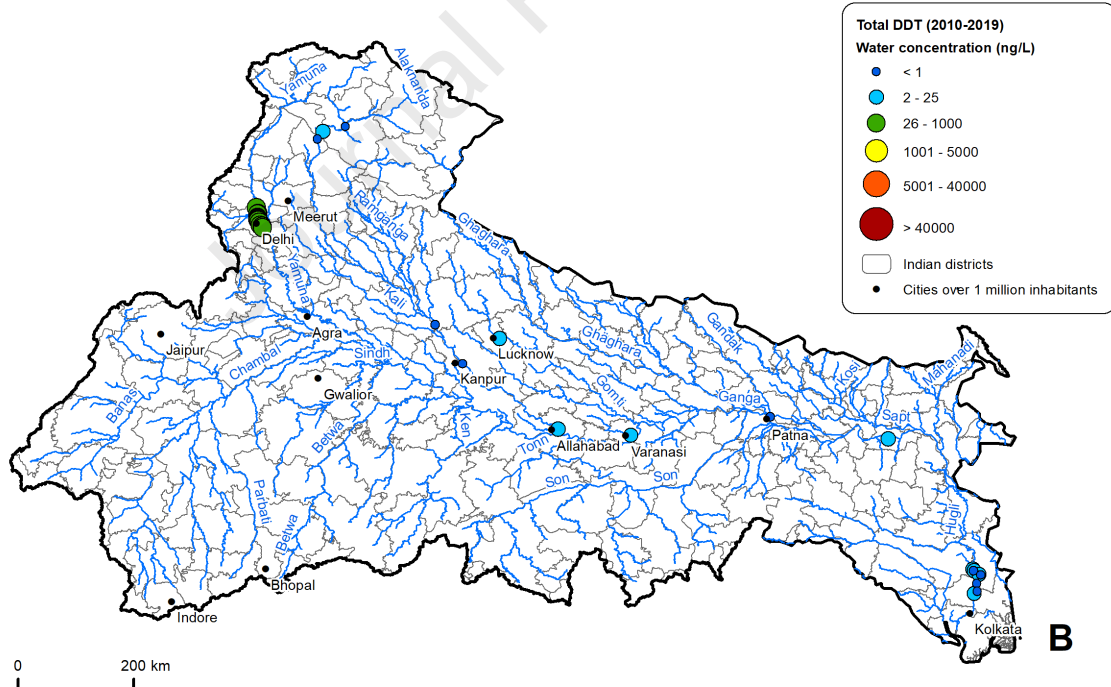 Total DDT (2010-2019)
Water concentration (ng/L)
< 1
2 - 25
26 - 1000
1001 - 5000
5001 - 40000
> 40000
Indian districts
Cities over 1 million inhabitants
Yamuna
Alaknanda
Meerut
Ramganga
Ghaghara
Delhi
Yamuna
Kali
Gandak
Agra
Jaipur
Sindh
Lucknow
Ghaghara
Chambal
Kanpur
Kosi
Mahanadi
Gwalior
Banas
Gomti
Ganga
Sapt
Betwa
Ken
Patna
Tonn
Allahabad
Varanasi
Son
Son
Parbati
Betwa
Hugli
Bhopal
Indore
Kolkata
B
0 200 km